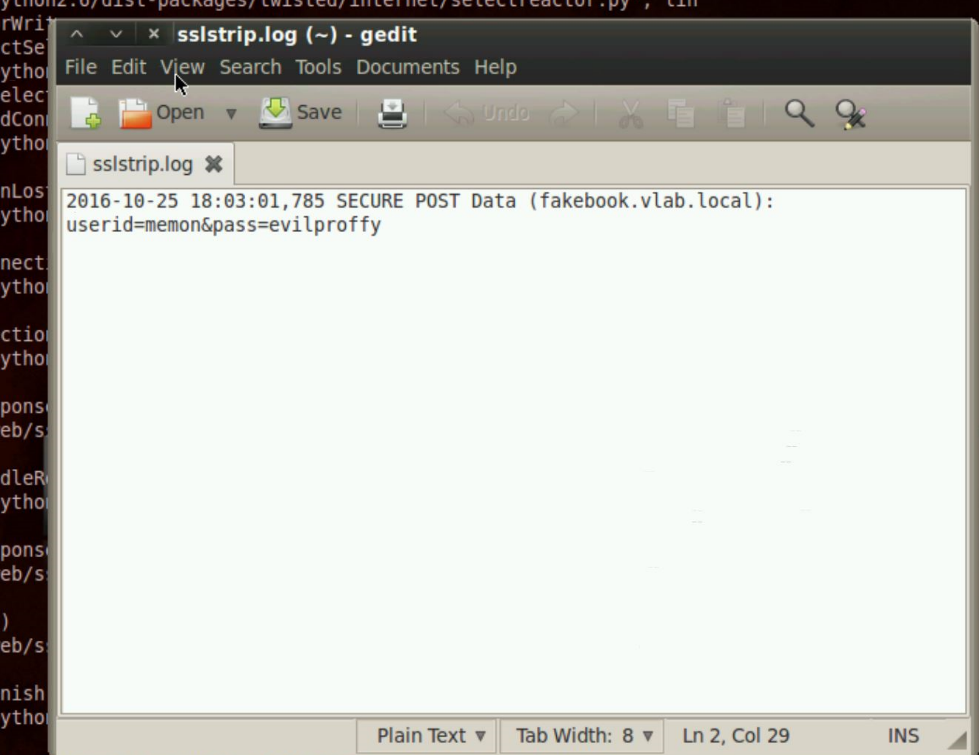 ython2.6/dist-packages/twisted/internet/selectreactor.py", lin
rWrit
sslstrip.log (~) - gedit
ctSe
File Edit View Search Tools Documents Help
ytho
elec
Open Save Undo
dCon
ytho
sslstrip.log
nLos
2016-10-25 18:03:01,785 SECURE POST Data (fakebook.vlab.local):
ytho
userid=memon&pass=evilproffy
necti
ytho
ctio
ytho
pons
eb/s
dleR
ytho
pons
eb/s
)
eb/s
nish
ytho
Plain Text Tab Width: 8 Ln 2, Col 29 INS